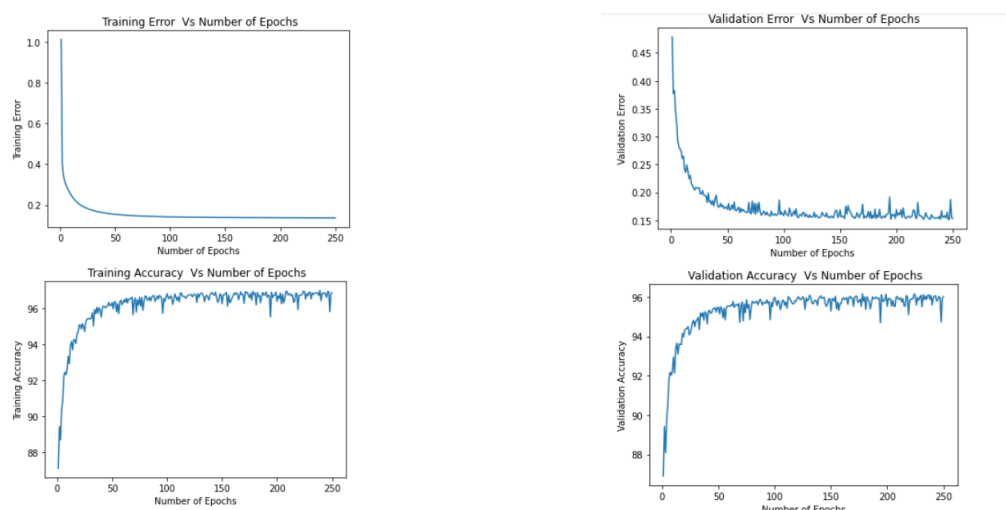 Training Error  Vs Number of Epochs
1.0
0.8
0.6
0.4
0.2
Training Error
0 50 100 150 200 250
Number of Epochs
Validation Error  Vs Number of Epochs
0.45
0.40
0.35
0.30
0.25
0.20
0.15
Validation Error
0 50 100 150 200 250
Number of Epochs
Training Accuracy  Vs Number of Epochs
96
94
92
90
88
Training Accuracy
0 50 100 150 200 250
Number of Epochs
Validation Accuracy  Vs Number of Epochs
96
94
92
90
88
Validation Accuracy
0 50 100 150 200 250
Number of Epochs